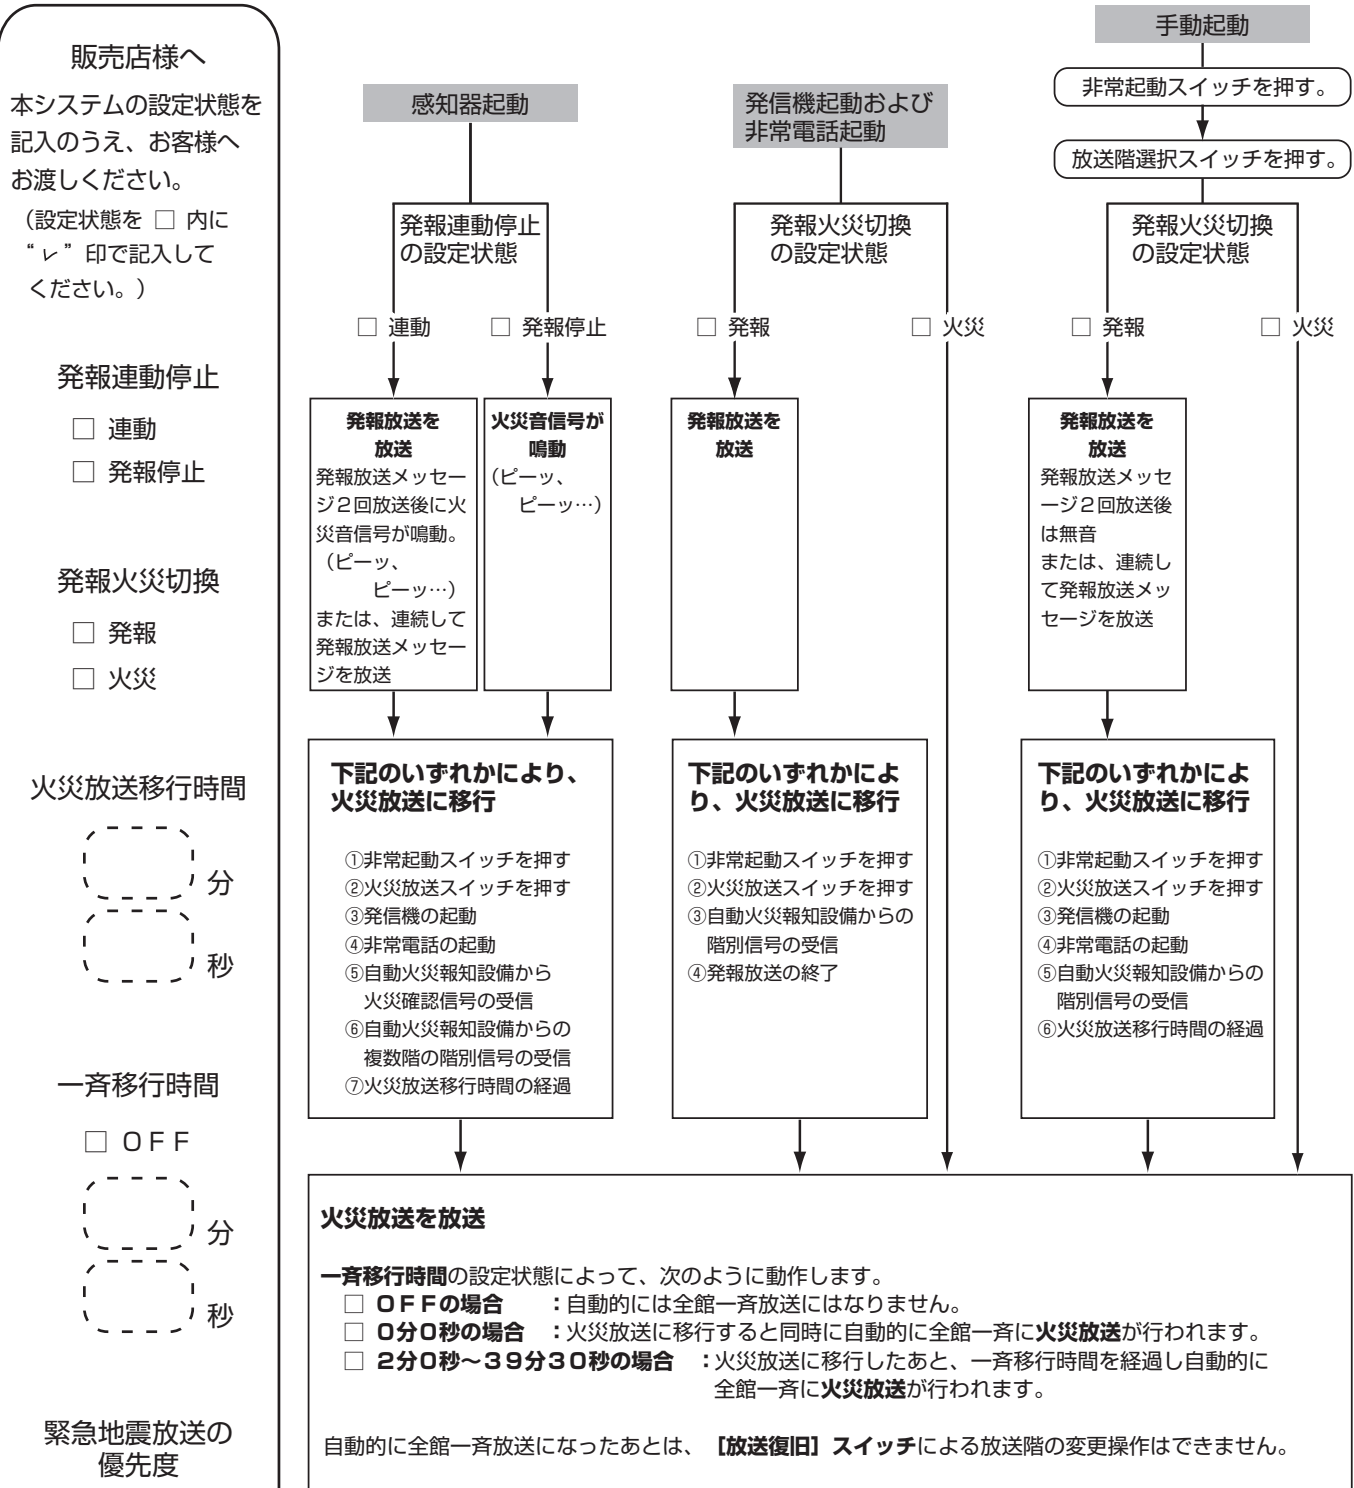 販売店様へ
本システムの設定状態を
記入のうえ、お客様へ
お渡しください。
（設定状態を □ 内に
“レ”印で記入して
ください。）
発報連動停止
□ 連動
□ 発報停止
発報火災切換
□ 発報
□ 火災
火災放送移行時間
分
秒
一斉移行時間
□ ＯＦＦ
分
秒
緊急地震放送の
優先度
感知器起動
発報連動停止
の設定状態
□ 連動
□ 発報停止
発報放送を
放送
発報放送メッセー
ジ２回放送後に火
災音信号が鳴動。
（ピーッ、
ピーッ…）
または、連続して
発報放送メッセー
ジを放送
火災音信号が
鳴動
（ピーッ、
ピーッ…）
下記のいずれかにより、
火災放送に移行
①非常起動スイッチを押す
②火災放送スイッチを押す
③発信機の起動
④非常電話の起動
⑤自動火災報知設備から
火災確認信号の受信
⑥自動火災報知設備からの
複数階の階別信号の受信
⑦火災放送移行時間の経過
発信機起動および
非常電話起動
発報火災切換
の設定状態
□ 発報
□ 火災
発報放送を
放送
下記のいずれかによ
り、火災放送に移行
①非常起動スイッチを押す
②火災放送スイッチを押す
③自動火災報知設備からの
階別信号の受信
④発報放送の終了
手動起動
非常起動スイッチを押す。
放送階選択スイッチを押す。
発報火災切換
の設定状態
□ 発報
□ 火災
発報放送を
放送
発報放送メッセ
ージ２回放送後
は無音
または、連続し
て発報放送メッ
セージを放送
下記のいずれかによ
り、火災放送に移行
①非常起動スイッチを押す
②火災放送スイッチを押す
③発信機の起動
④非常電話の起動
⑤自動火災報知設備からの
階別信号の受信
⑥火災放送移行時間の経過
火災放送を放送
一斉移行時間の設定状態によって、次のように動作します。
□ ＯＦＦの場合　：自動的には全館一斉放送にはなりません。
□ ０分０秒の場合　：火災放送に移行すると同時に自動的に全館一斉に火災放送が行われます。
□ ２分０秒～３９分３０秒の場合　：火災放送に移行したあと、一斉移行時間を経過し自動的に
全館一斉に火災放送が行われます。
自動的に全館一斉放送になったあとは、［放送復旧］スイッチによる放送階の変更操作はできません。